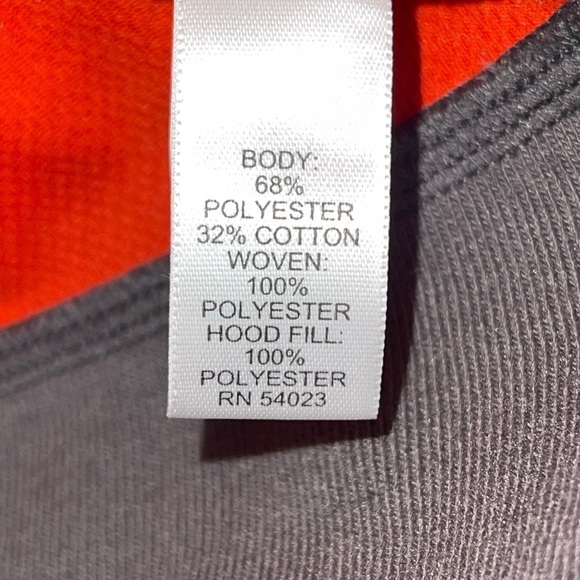 BODY:
68%
POLYESTER
32% COTTON
WOVEN:
100%
POLYESTER
HOOD FILL:
100%
POLYESTER
RN 54023